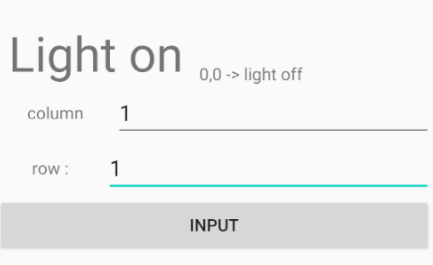 Light on 0,0 -> light off
column 1
row : 1
INPUT